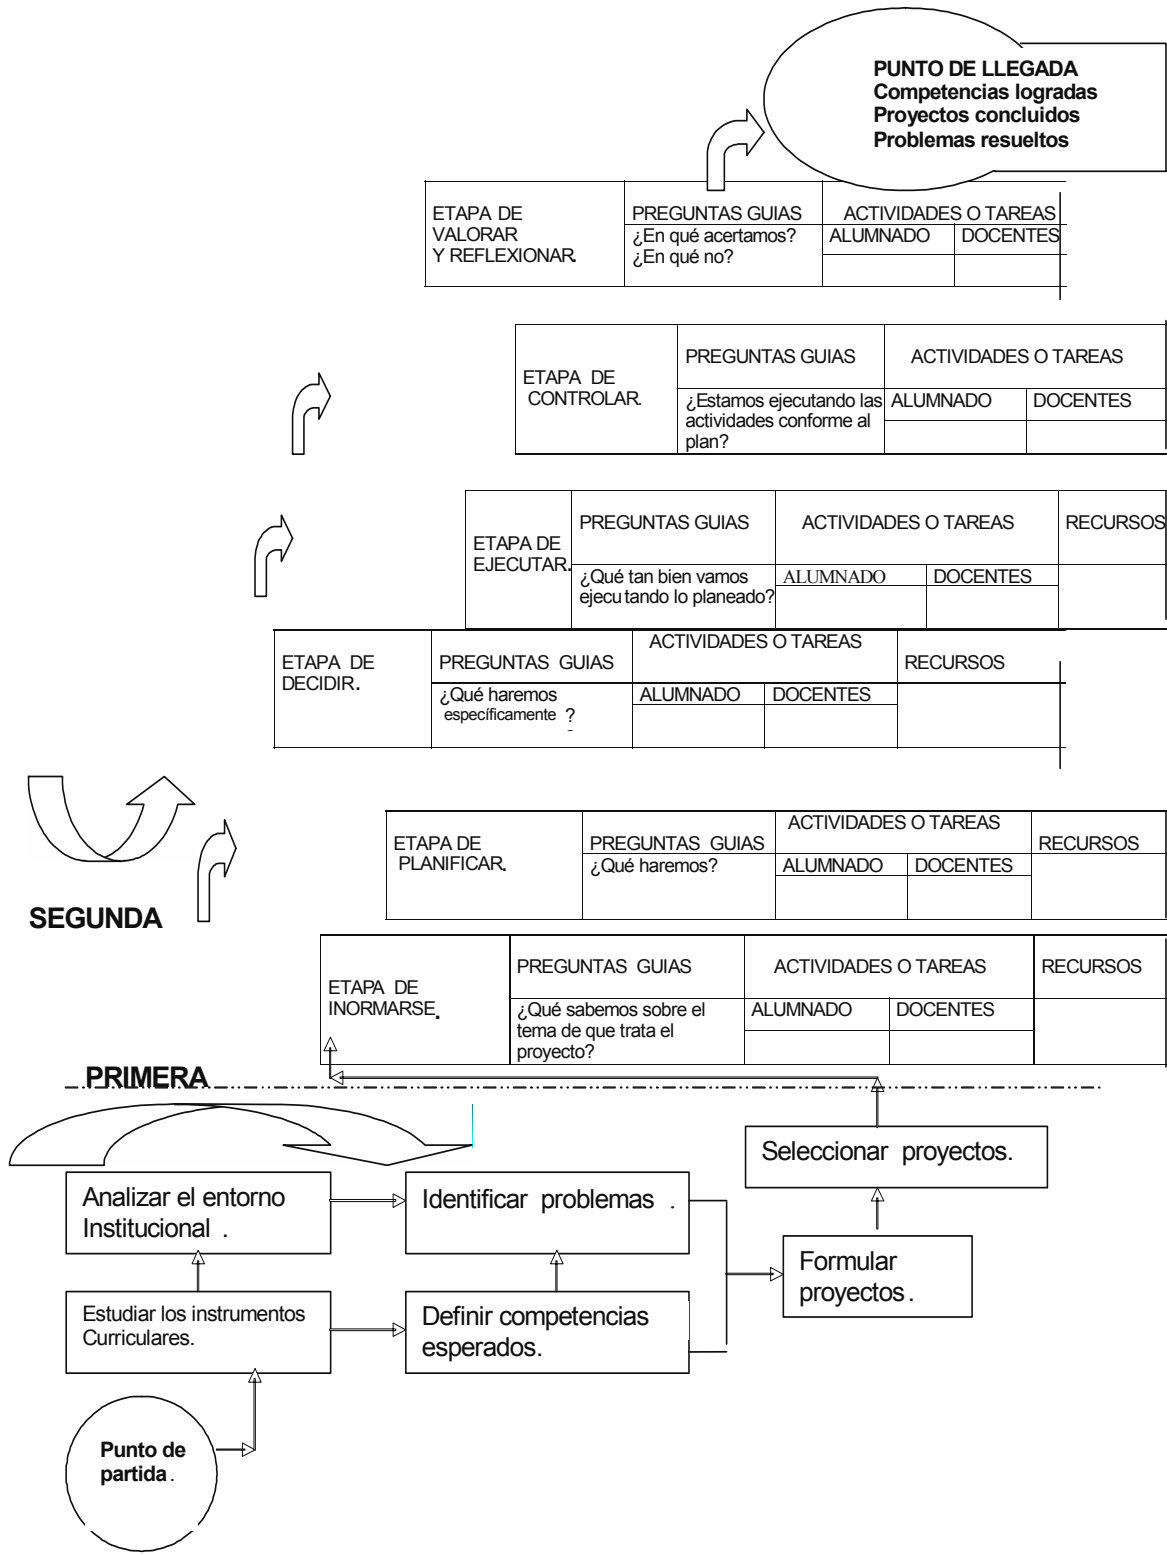 PUNTO DE LLEGADA
Competencias logradas
Proyectos concluidos
Problemas resueltos
ETAPA DE
VALORAR
Y REFLEXIONAR.
PREGUNTAS GUIAS
¿En qué acertamos?
¿En qué no?
ACTIVIDADES O TAREAS
ALUMNADO
DOCENTES
ETAPA DE
CONTROLAR.
PREGUNTAS GUIAS
¿Estamos ejecutando las
actividades conforme al
plan?
ACTIVIDADES O TAREAS
ALUMNADO
DOCENTES
ETAPA DE
EJECUTAR.
PREGUNTAS GUIAS
¿Qué tan bien vamos
ejecutando lo planeado?
ACTIVIDADES O TAREAS
ALUMNADO
DOCENTES
RECURSOS
ETAPA DE
DECIDIR.
PREGUNTAS GUIAS
¿Qué haremos
específicamente ?
ACTIVIDADES O TAREAS
ALUMNADO
DOCENTES
RECURSOS
ETAPA DE
PLANIFICAR.
PREGUNTAS GUIAS
¿Qué haremos?
ACTIVIDADES O TAREAS
ALUMNADO
DOCENTES
RECURSOS
SEGUNDA
ETAPA DE
INORMARSE.
PREGUNTAS GUIAS
¿Qué sabemos sobre el
tema de que trata el
proyecto?
ACTIVIDADES O TAREAS
ALUMNADO
DOCENTES
RECURSOS
PRIMERA
Seleccionar proyectos.
Analizar el entorno
Institucional .
Identificar problemas .
Formular
proyectos.
Estudiar los instrumentos
Curriculares.
Definir competencias
esperados.
Punto de
partida.